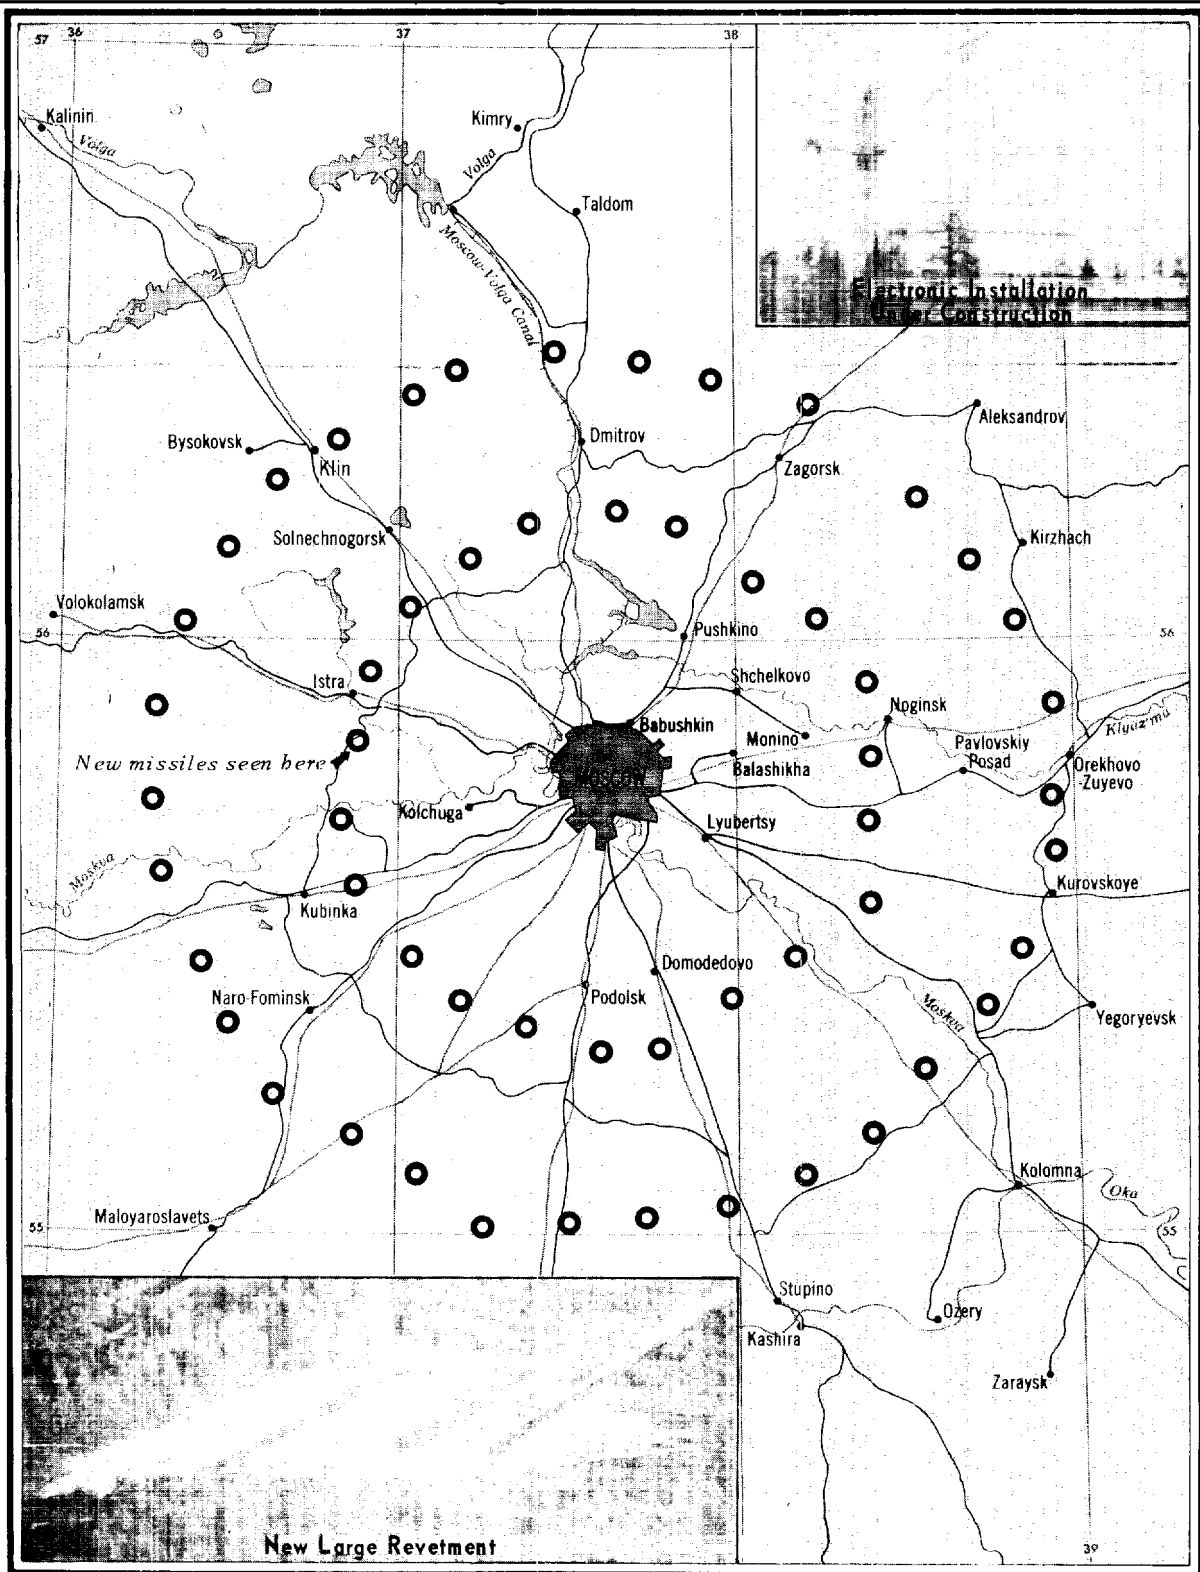 57
36
37
38
Kalinin
Volga
Kimry
Volga
Taldom
Moscow-Volga Canal
Electronic Installation
Under Construction
Bysokovsk
Klin
Dmitrov
Zagorsk
Aleksandrov
Solnechnogorsk
Kirzhach
Volokolamsk
56
Pushkino
56
Istra
Shchelkovo
Noginsk
Babushkin
Klyaz'ma
New missiles seen here
Monino
Pavlovskiy
Posad
Balashikha
Orekhovo
-Zuyevo
MOSCOW
Kolchuga
Lyubertsy
Moskva
Kubinka
Kurovskoye
Naro-Fominsk
Podolsk
Domodedovo
Moskva
Yegoryevsk
Kolomna
Oka
Maloyaroslavets
55
55
Stupino
Kashira
Ozery
Zaraysk
New Large Revetment
39